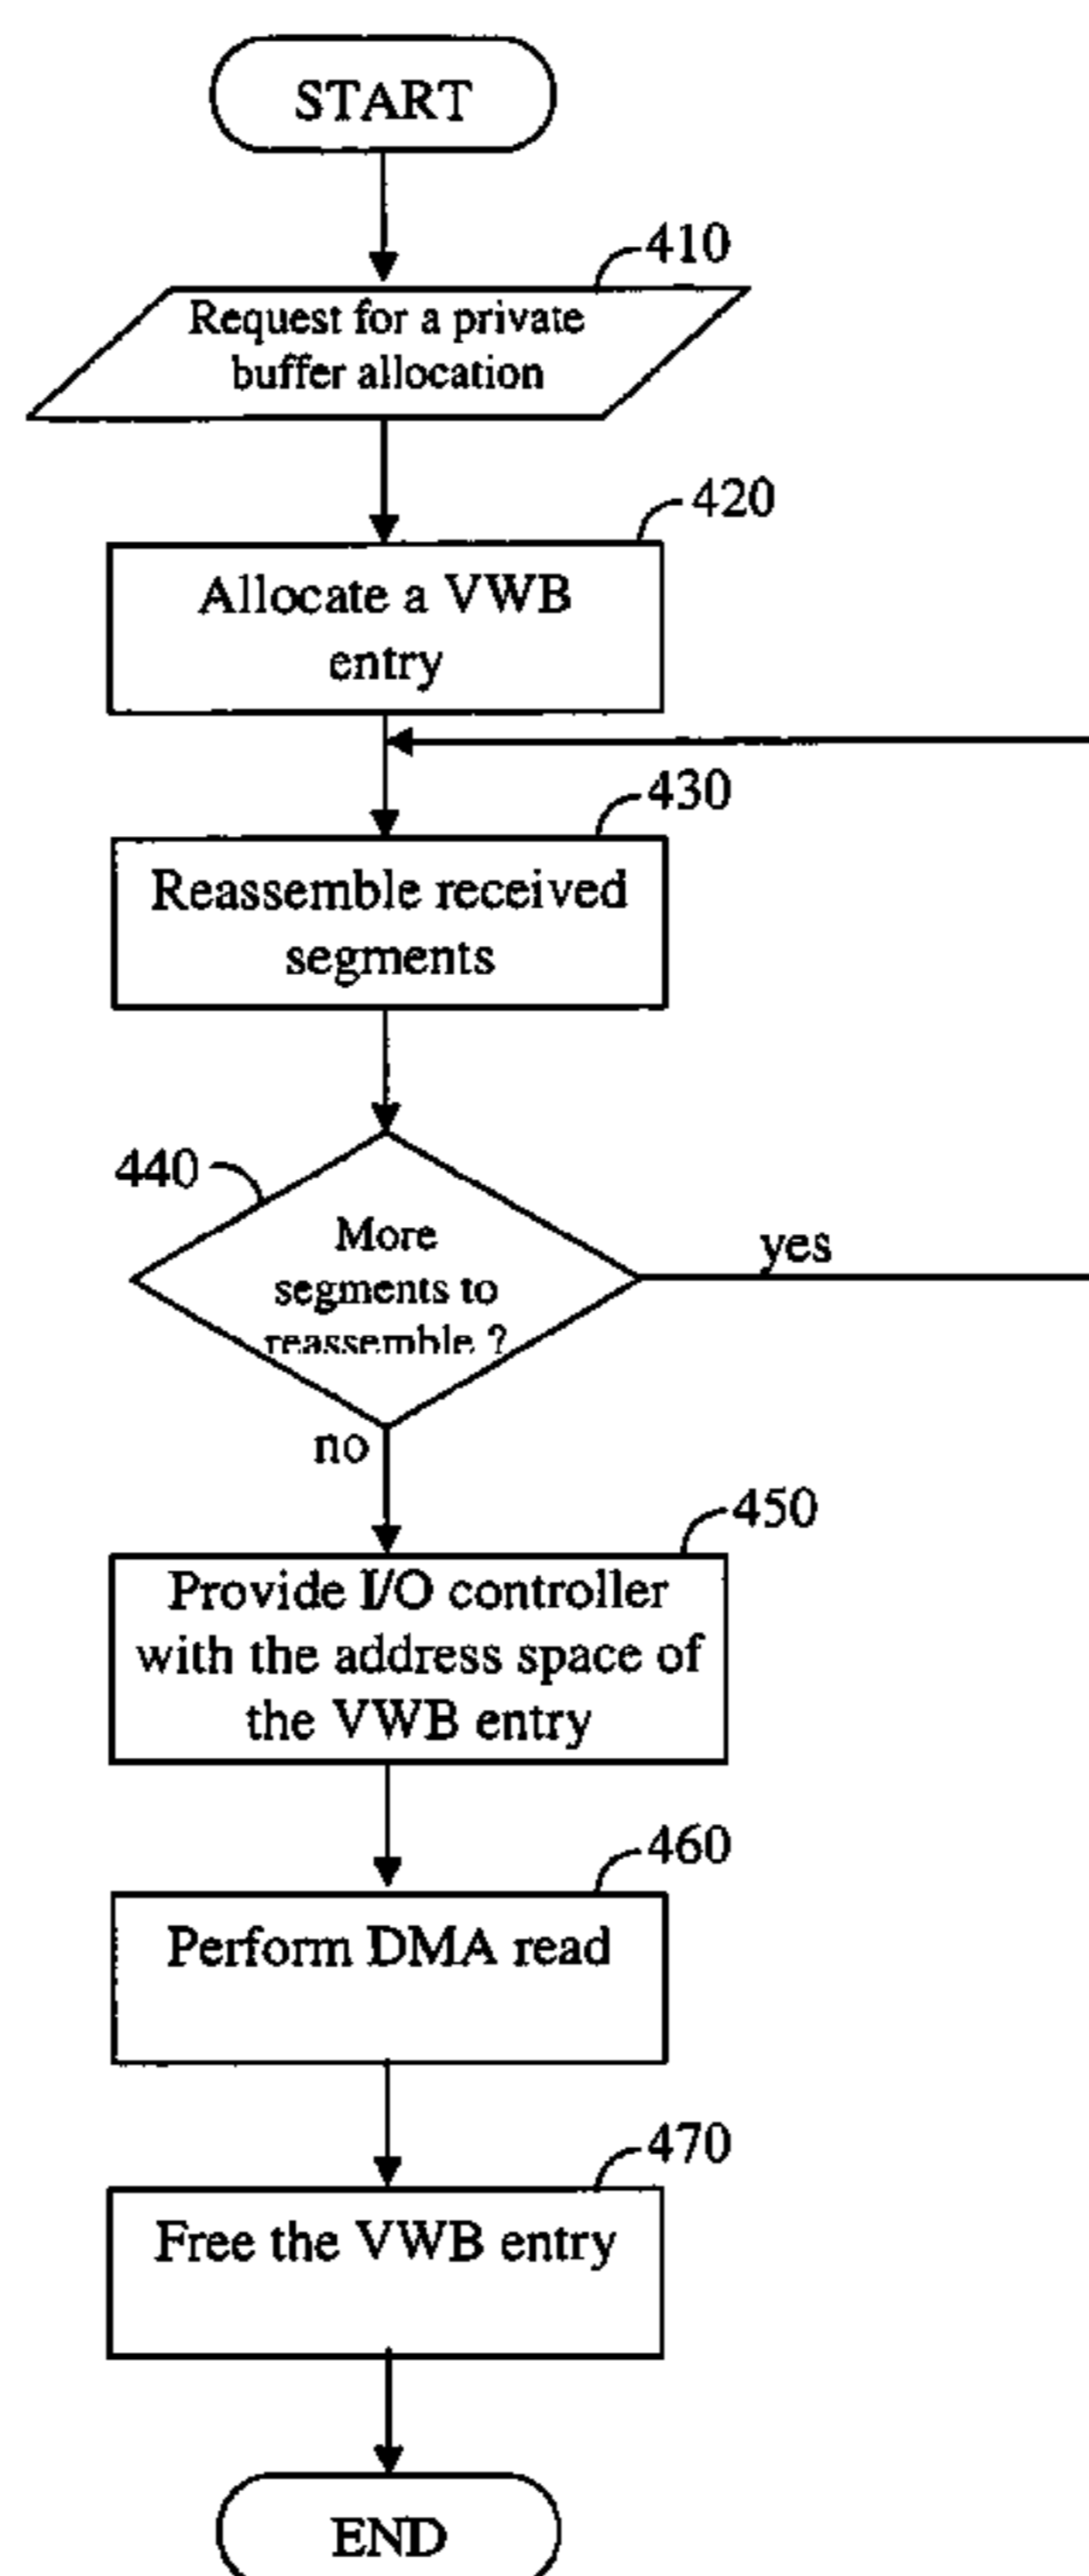 START
410
Request for a private
buffer allocation
420
Allocate a VWB
entry
430
Reassemble received
segments
440
More
segments to
reassemble ?
yes
no
450
Provide I/O controller
with the address space of
the VWB entry
460
Perform DMA read
470
Free the VWB entry
END